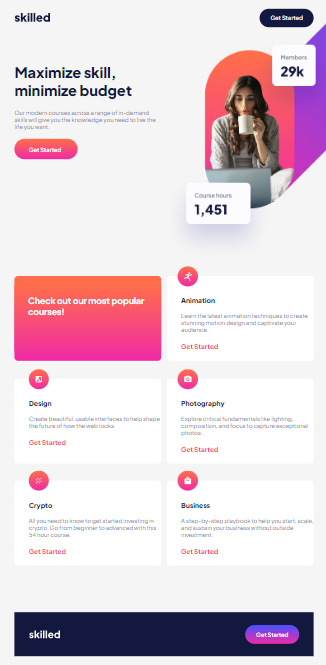 skilled
Get Started
Members
29k
Maximize skill,
minimize budget
Our modern courses across a range of in-demand
skills will give you the knowledge you need to live the
life you want.
Get Started
Course hours
1,451
Check out our most popular
courses!
Animation
Learn the latest animation techniques to create
stunning motion design and captivate your
audience.
Get Started
Design
Create beautiful, usable interfaces to help shape
the future of how the web looks.
Get Started
Photography
Explore critical fundamentals like lighting,
composition, and focus to capture exceptional
photos.
Get Started
Crypto
All you need to know to get started investing in
crypto. Go from beginner to advanced with this
54 hour course.
Get Started
Business
A step-by-step playbook to help you start, scale,
and sustain your business without outside
investment.
Get Started
skilled
Get Started